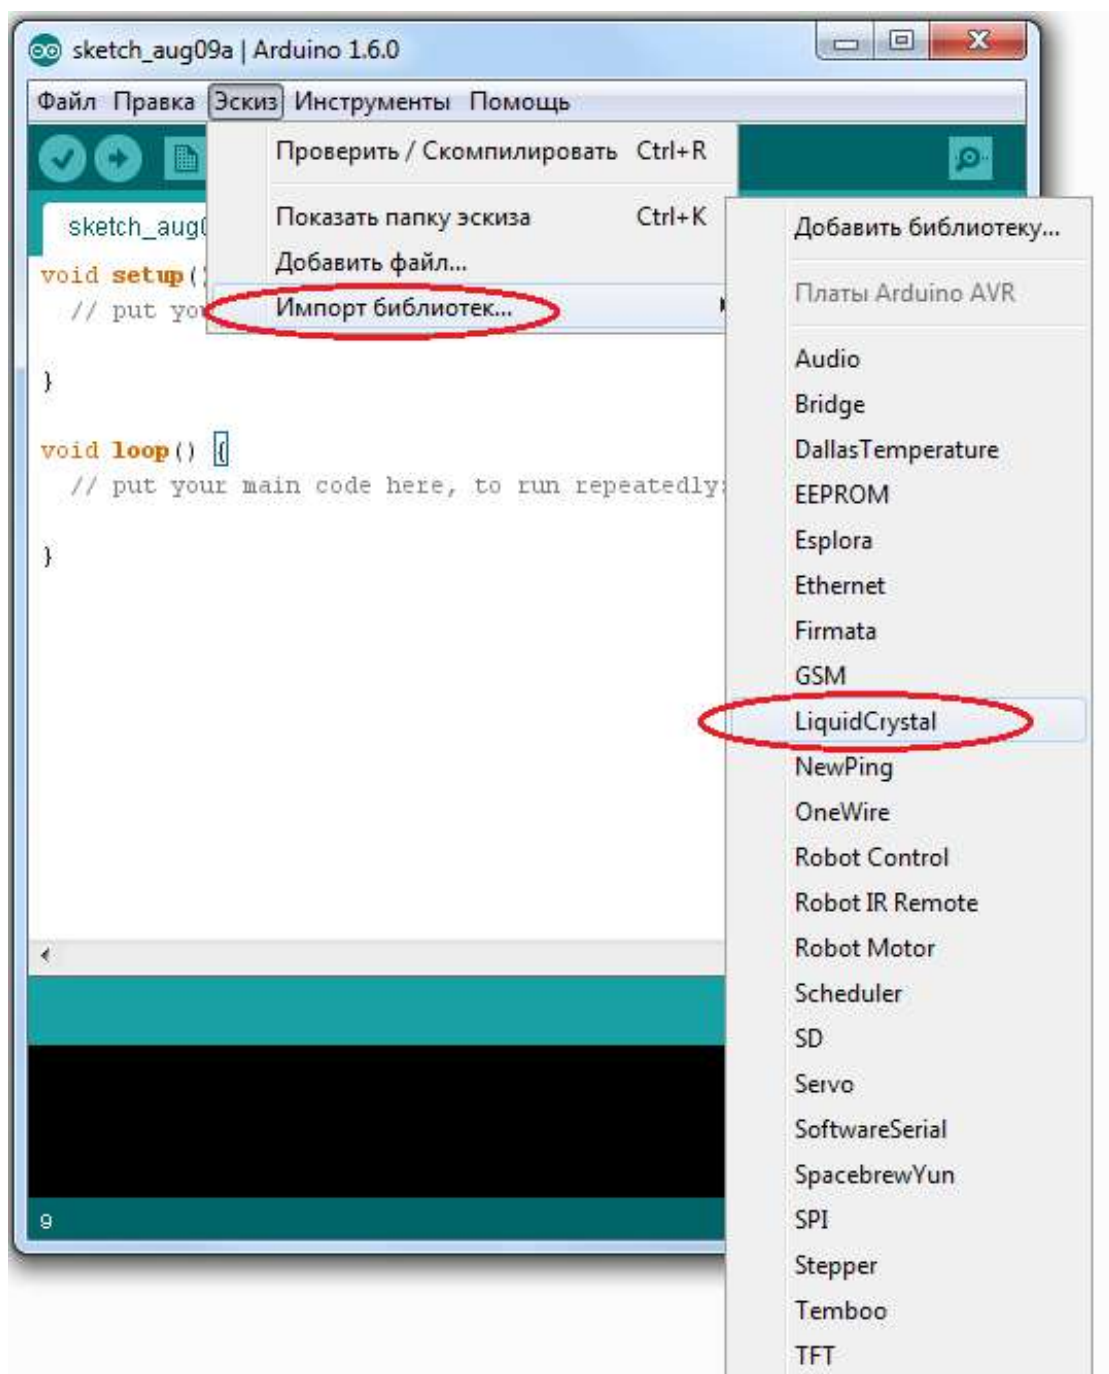 sketch_aug09a | Arduino 1.6.0
Файл Правка Эскиз Инструменты Помощь
Проверить / Скомпилировать Ctrl+R
Показать папку эскиза Ctrl+K
Добавить файл...
Импорт библиотек...
sketch_aug0
void setup()
// put you
}
void loop() {
// put your main code here, to run repeatedly:
}
9
Добавить библиотеку...
Платы Arduino AVR
Audio
Bridge
DallasTemperature
EEPROM
Esplora
Ethernet
Firmata
GSM
LiquidCrystal
NewPing
OneWire
Robot Control
Robot IR Remote
Robot Motor
Scheduler
SD
Servo
SoftwareSerial
SpacebrewYun
SPI
Stepper
Temboo
TFT